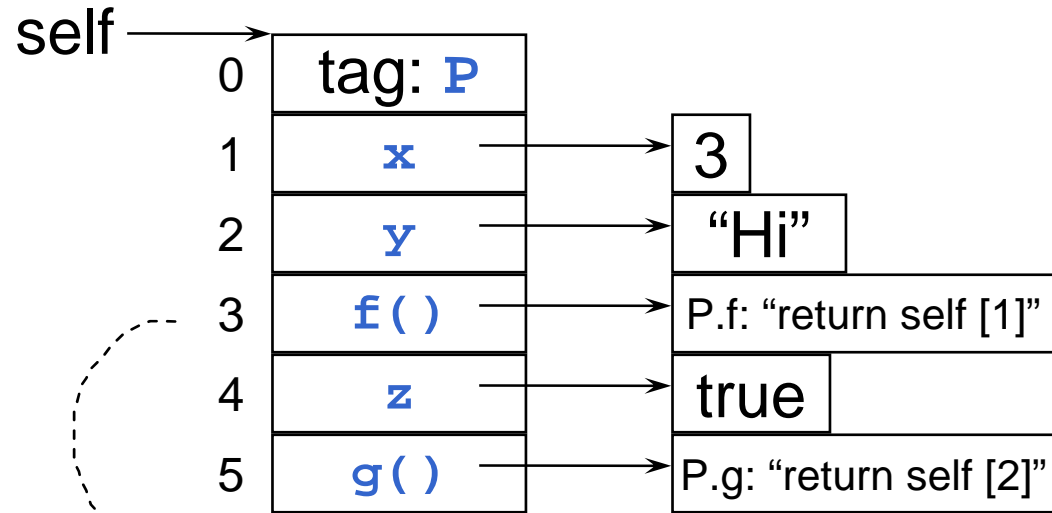 self
0 tag: P
1 x 3
2 y “Hi”
3 f() P.f: “return self [1]”
4 z true
5 g() P.g: “return self [2]”